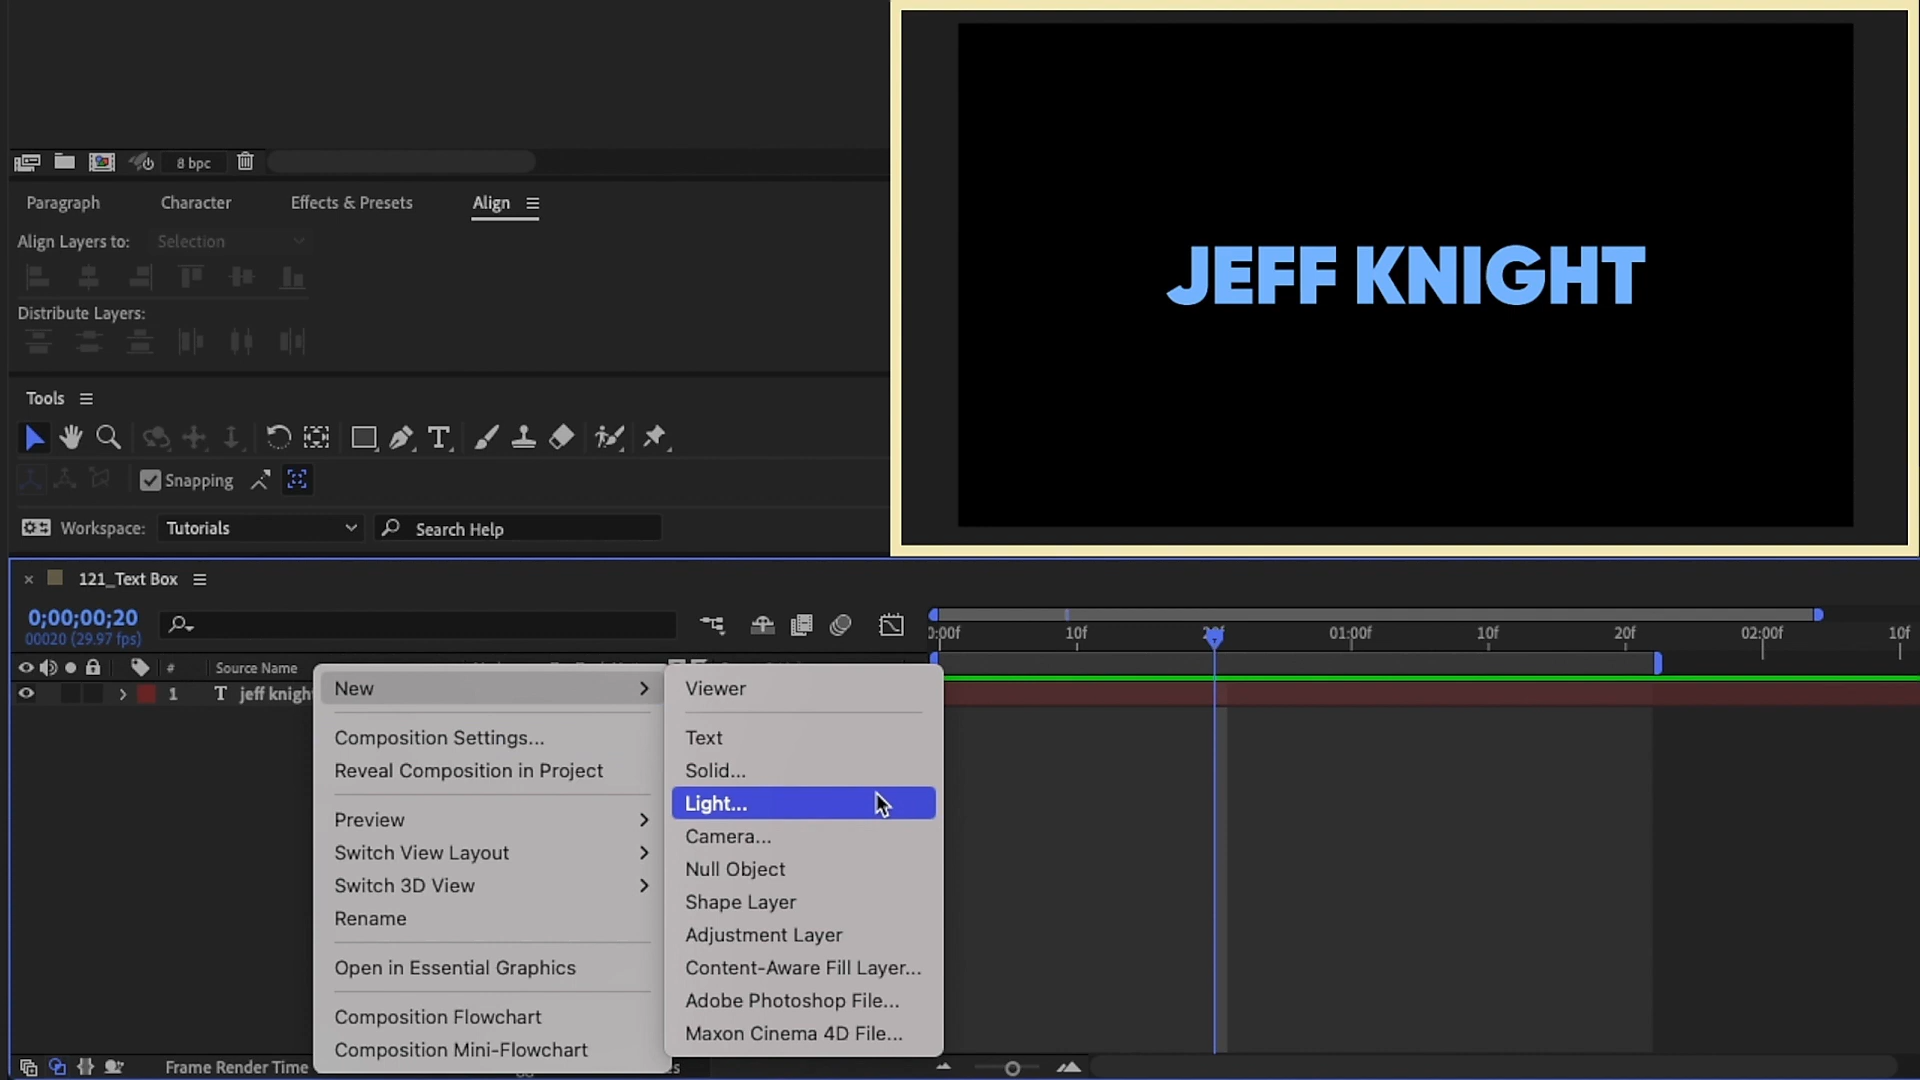 8 bpc
Paragraph Character Effects & Presets Align
Align Layers to: Selection
Distribute Layers:
Tools
Snapping
Workspace: Tutorials Search Help
JEFF KNIGHT
121_Text Box
0;00;00;20
00020 (29.97 fps)
:00f 10f 20f 01:00f 10f 20f 02:00f 10f
# Source Name
1 T jeff knight
New
Composition Settings...
Reveal Composition in Project
Preview
Switch View Layout
Switch 3D View
Rename
Open in Essential Graphics
Composition Flowchart
Composition Mini-Flowchart
Viewer
Text
Solid...
Light...
Camera...
Null Object
Shape Layer
Adjustment Layer
Content-Aware Fill Layer...
Adobe Photoshop File...
Maxon Cinema 4D File...
Frame Render Time